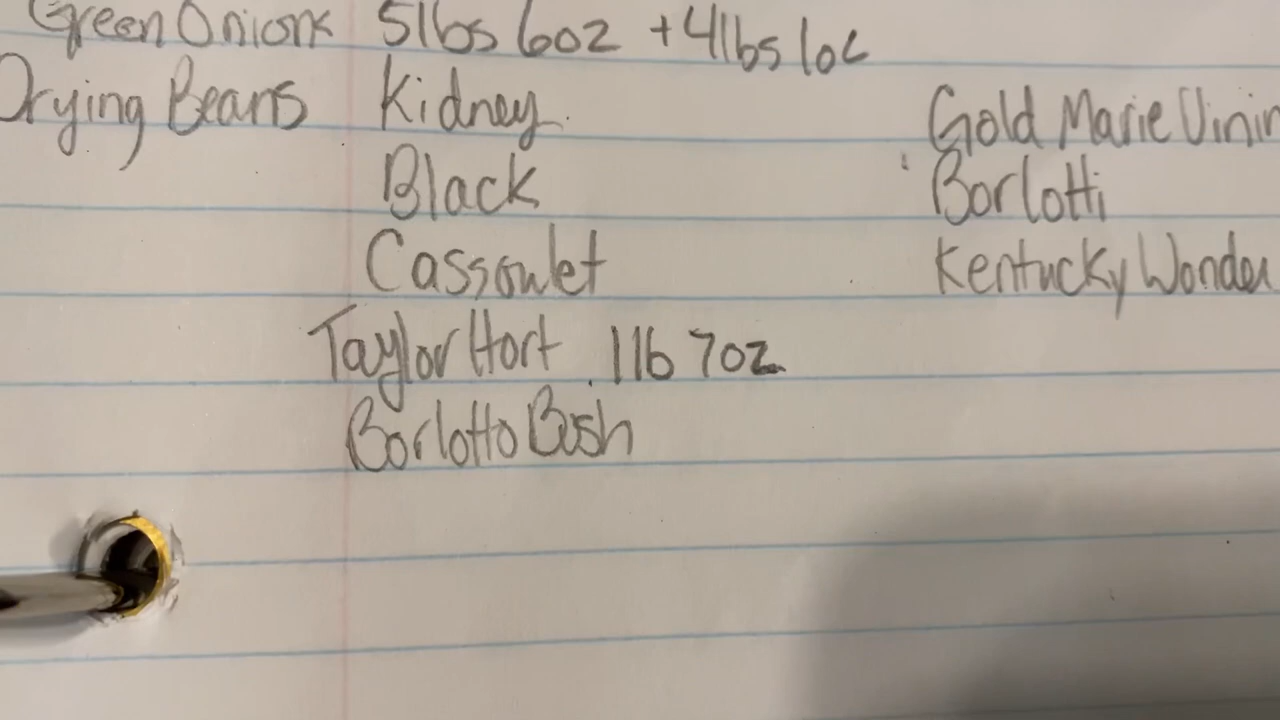 Green Onions 5lbs 6oz + 4lbs 1oz
Drying Beans Kidney Gold Marie Vinin
Black Borlotti
Cassoulet Kentucky Wonder
Taylor Hort 1lb 7oz
Borlotto Bush